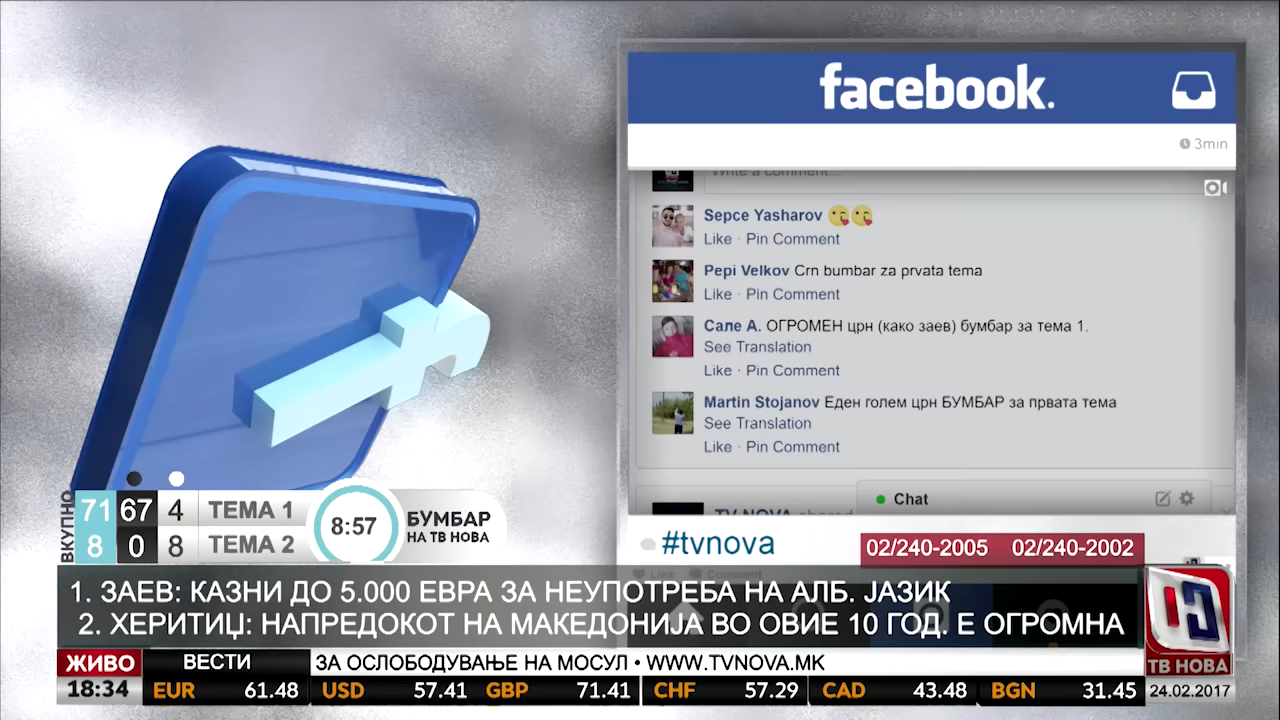 facebook.
3min
Write a comment...
Sepce Yasharov 😘😘
Like · Pin Comment
Pepi Velkov Crn bumbar za prvata tema
Like · Pin Comment
Сале А. ОГРОМЕН црн (како заев) бумбар за тема 1.
See Translation
Like · Pin Comment
Martin Stojanov Еден голем црн БУМБАР за првата тема
See Translation
Like · Pin Comment
Chat
TV NOVA shared
#tvnova
02/240-2005 02/240-2002
ВКУПНО
71 67 4 ТЕМА 1
8 0 8 ТЕМА 2
8:57
БУМБАР
НА ТВ НОВА
1. ЗАЕВ: КАЗНИ ДО 5.000 ЕВРА ЗА НЕУПОТРЕБА НА АЛБ. ЈАЗИК
2. ХЕРИТИЏ: НАПРЕДОКОТ НА МАКЕДОНИЈА ВО ОВИЕ 10 ГОД. Е ОГРОМНА
ТВ НОВА
ЖИВО ВЕСТИ ЗА ОСЛОБОДУВАЊЕ НА МОСУЛ • WWW.TVNOVA.MK
18:34 EUR 61.48 USD 57.41 GBP 71.41 CHF 57.29 CAD 43.48 BGN 31.45 24.02.2017